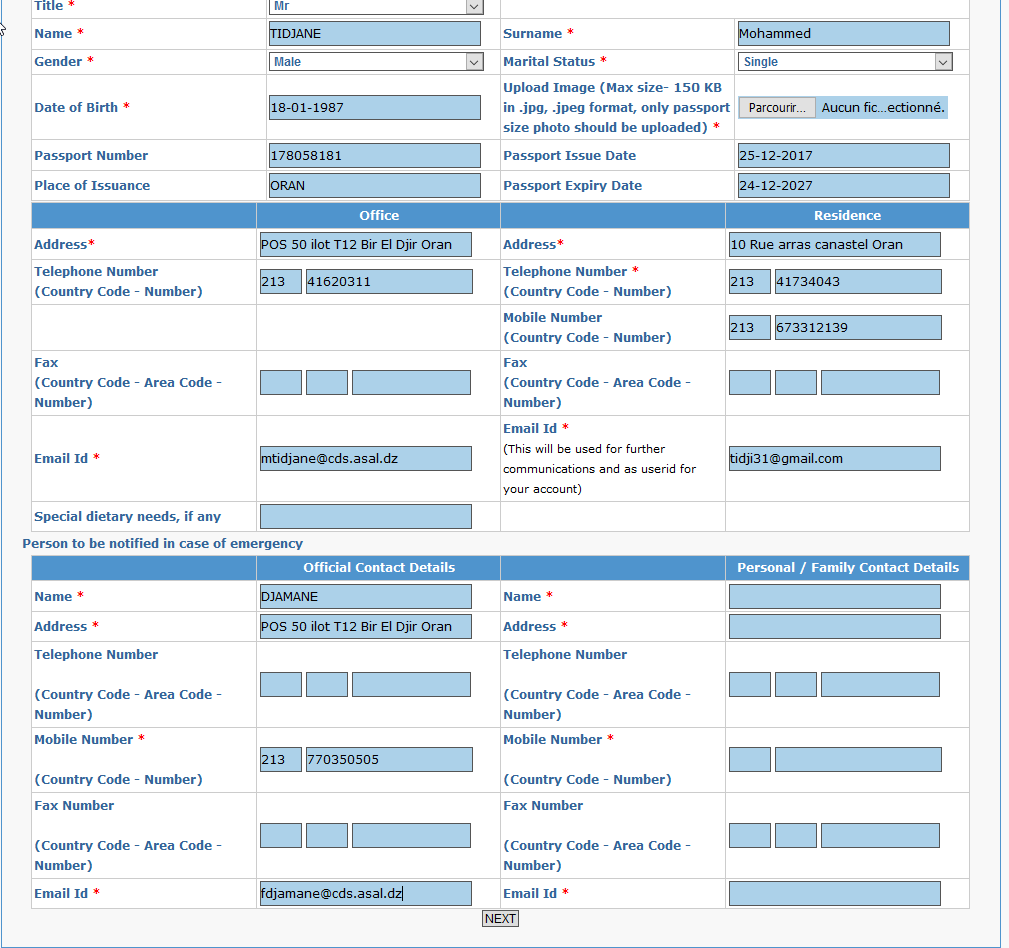 Title * Mr
Name * TIDJANE Surname * Mohammed
Gender * Male Marital Status * Single
Date of Birth * 18-01-1987
Upload Image (Max size- 150 KB
in .jpg, .jpeg format, only passport
size photo should be uploaded) *
Parcourir... Aucun fic...ectionné.
Passport Number 178058181 Passport Issue Date 25-12-2017
Place of Issuance ORAN Passport Expiry Date 24-12-2027
Office Residence
Address* POS 50 ilot T12 Bir El Djir Oran Address* 10 Rue arras canastel Oran
Telephone Number
(Country Code - Number)
213 41620311
Telephone Number *
(Country Code - Number)
213 41734043
Mobile Number
(Country Code - Number)
213 673312139
Fax
(Country Code - Area Code -
Number)
Fax
(Country Code - Area Code -
Number)
Email Id * mtidjane@cds.asal.dz
Email Id *
(This will be used for further
communications and as userid for
your account)
tidji31@gmail.com
Special dietary needs, if any
Person to be notified in case of emergency
Official Contact Details Personal / Family Contact Details
Name * DJAMANE Name *
Address * POS 50 ilot T12 Bir El Djir Oran Address *
Telephone Number
(Country Code - Area Code -
Number)
Telephone Number
(Country Code - Area Code -
Number)
Mobile Number *
(Country Code - Number)
213 770350505
Mobile Number *
(Country Code - Number)
Fax Number
(Country Code - Area Code -
Number)
Fax Number
(Country Code - Area Code -
Number)
Email Id * fdjamane@cds.asal.dz Email Id *
NEXT